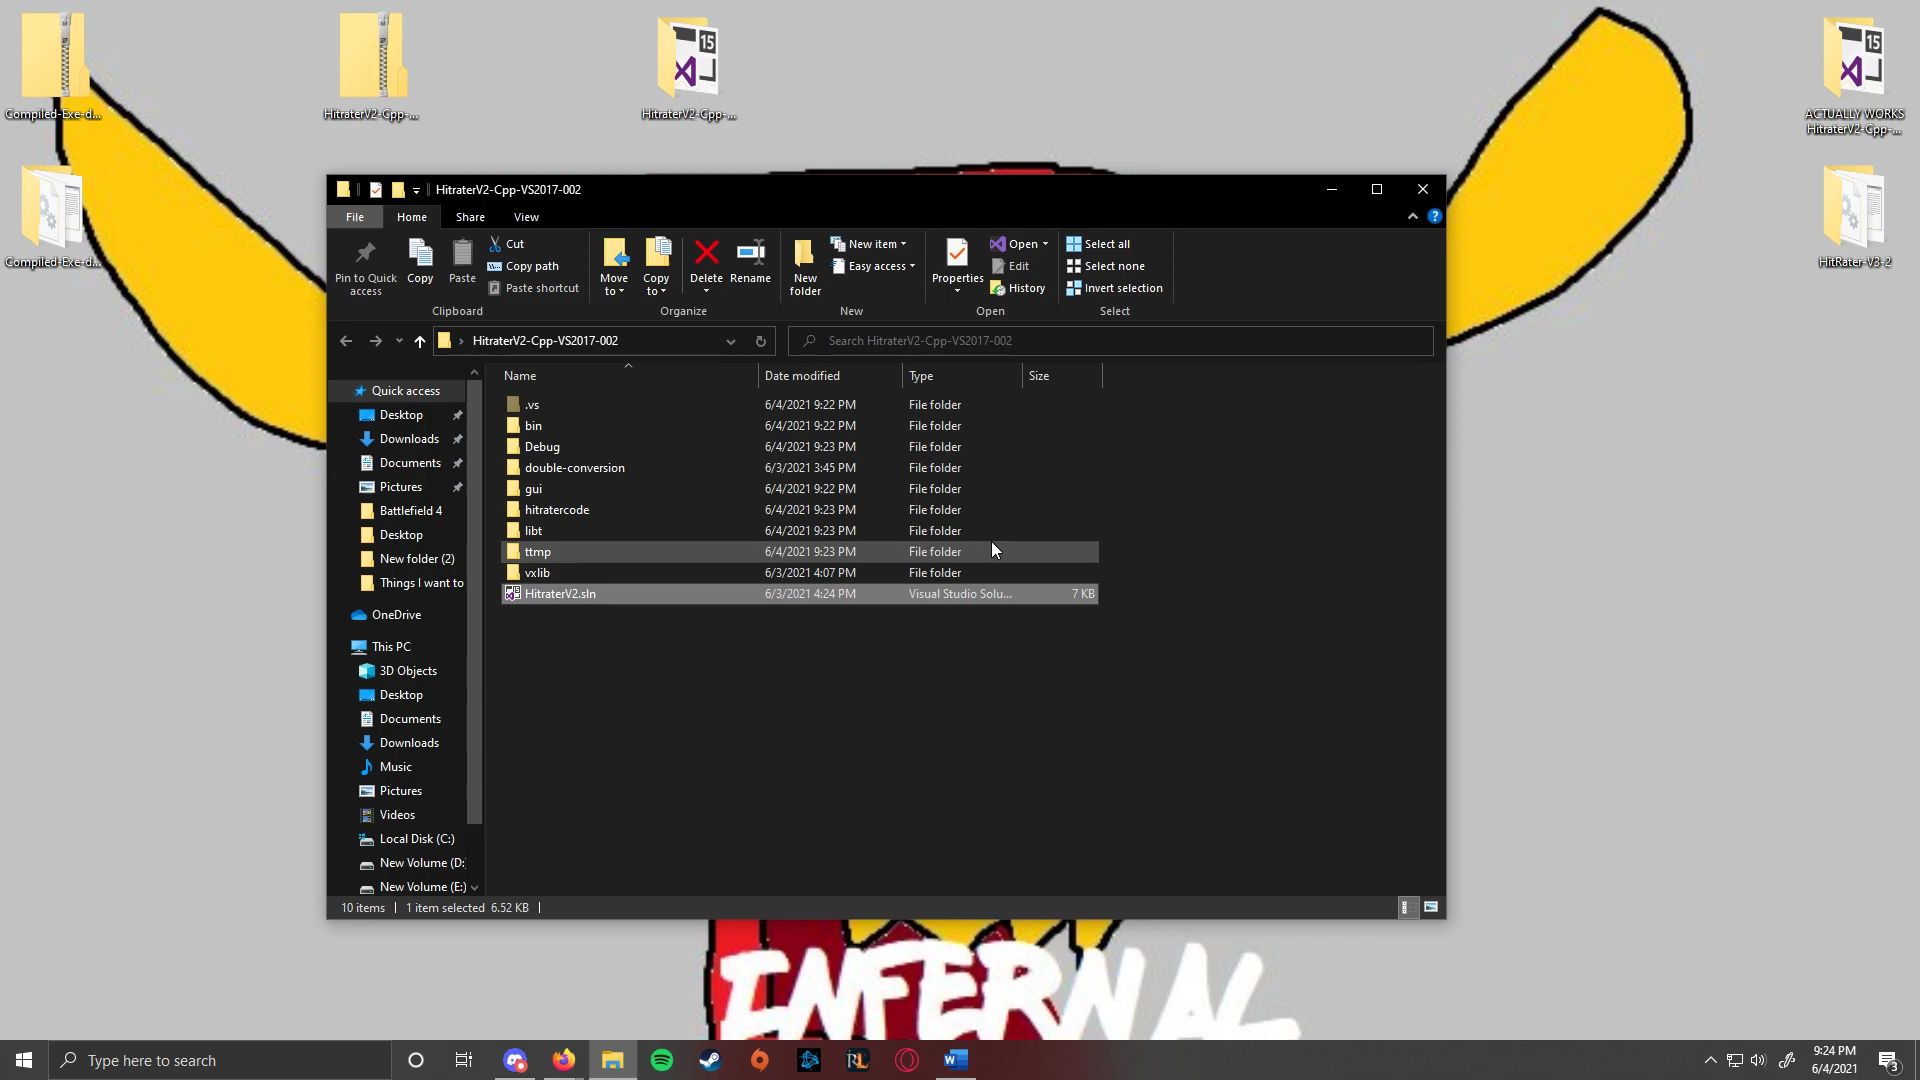 Compiled-Exe-d...
HitraterV2-Cpp-...
15
HitraterV2-Cpp-...
15
ACTUALLY WORKS
HitraterV2-Cpp-...
Compiled-Exe-d...
HitRater-V3-2
HitraterV2-Cpp-VS2017-002
File
Home
Share
View
Pin to Quick
access
Copy
Paste
Cut
Copy path
Paste shortcut
Clipboard
Move
to
Copy
to
Delete
Rename
Organize
New
folder
New item
Easy access
New
Properties
Open
Edit
History
Open
Select all
Select none
Invert selection
Select
HitraterV2-Cpp-VS2017-002
Search HitraterV2-Cpp-VS2017-002
Quick access
Desktop
Downloads
Documents
Pictures
Battlefield 4
Desktop
New folder (2)
Things I want to
OneDrive
This PC
3D Objects
Desktop
Documents
Downloads
Music
Pictures
Videos
Local Disk (C:)
New Volume (D:
New Volume (E:)
Name Date modified Type Size
.vs 6/4/2021 9:22 PM File folder
bin 6/4/2021 9:22 PM File folder
Debug 6/4/2021 9:23 PM File folder
double-conversion 6/3/2021 3:45 PM File folder
gui 6/4/2021 9:22 PM File folder
hitratercode 6/4/2021 9:23 PM File folder
libt 6/4/2021 9:23 PM File folder
ttmp 6/4/2021 9:23 PM File folder
vxlib 6/3/2021 4:07 PM File folder
HitraterV2.sln 6/3/2021 4:24 PM Visual Studio Solu... 7 KB
10 items 1 item selected 6.52 KB
INFERNAL
Type here to search
RL
W
9:24 PM
6/4/2021
3